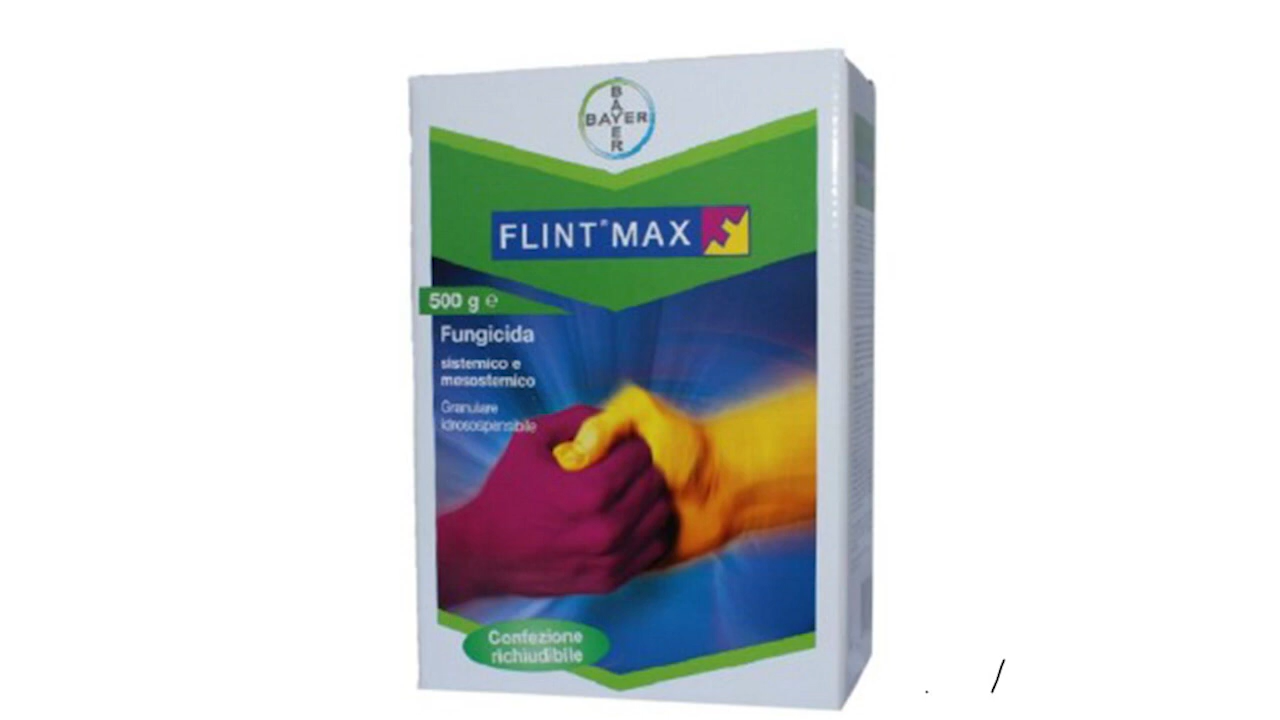 BAYER
BAYER
FLINT® MAX
500 g e
Fungicida
sistemico e
mesostemico
Granulare
idrosospensibile
Confezione
richiudibile